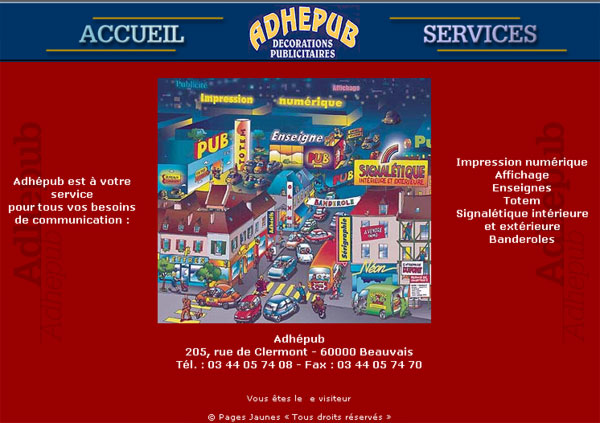 ACCUEIL
ADHEPUB
DECORATIONS
PUBLICITAIRES
SERVICES
Publicité
Affichage
Impression numérique
Enseigne
PUB
TOTEM
PUB
PUB
SIGNALÉTIQUE
INTÉRIEURE ET EXTÉRIEURE
BANDEROLE
Adhésifs
Sérigraphie
A VENDRE
Néon
Adhépub
Adhépub est à votre
service
pour tous vos besoins
de communication :
Impression numérique
Affichage
Enseignes
Totem
Signalétique intérieure
et extérieure
Banderoles
Adhépub
Adhépub
205, rue de Clermont - 60000 Beauvais
Tél. : 03 44 05 74 08 - Fax : 03 44 05 74 70
Vous êtes le e visiteur
© Pages Jaunes « Tous droits réservés »